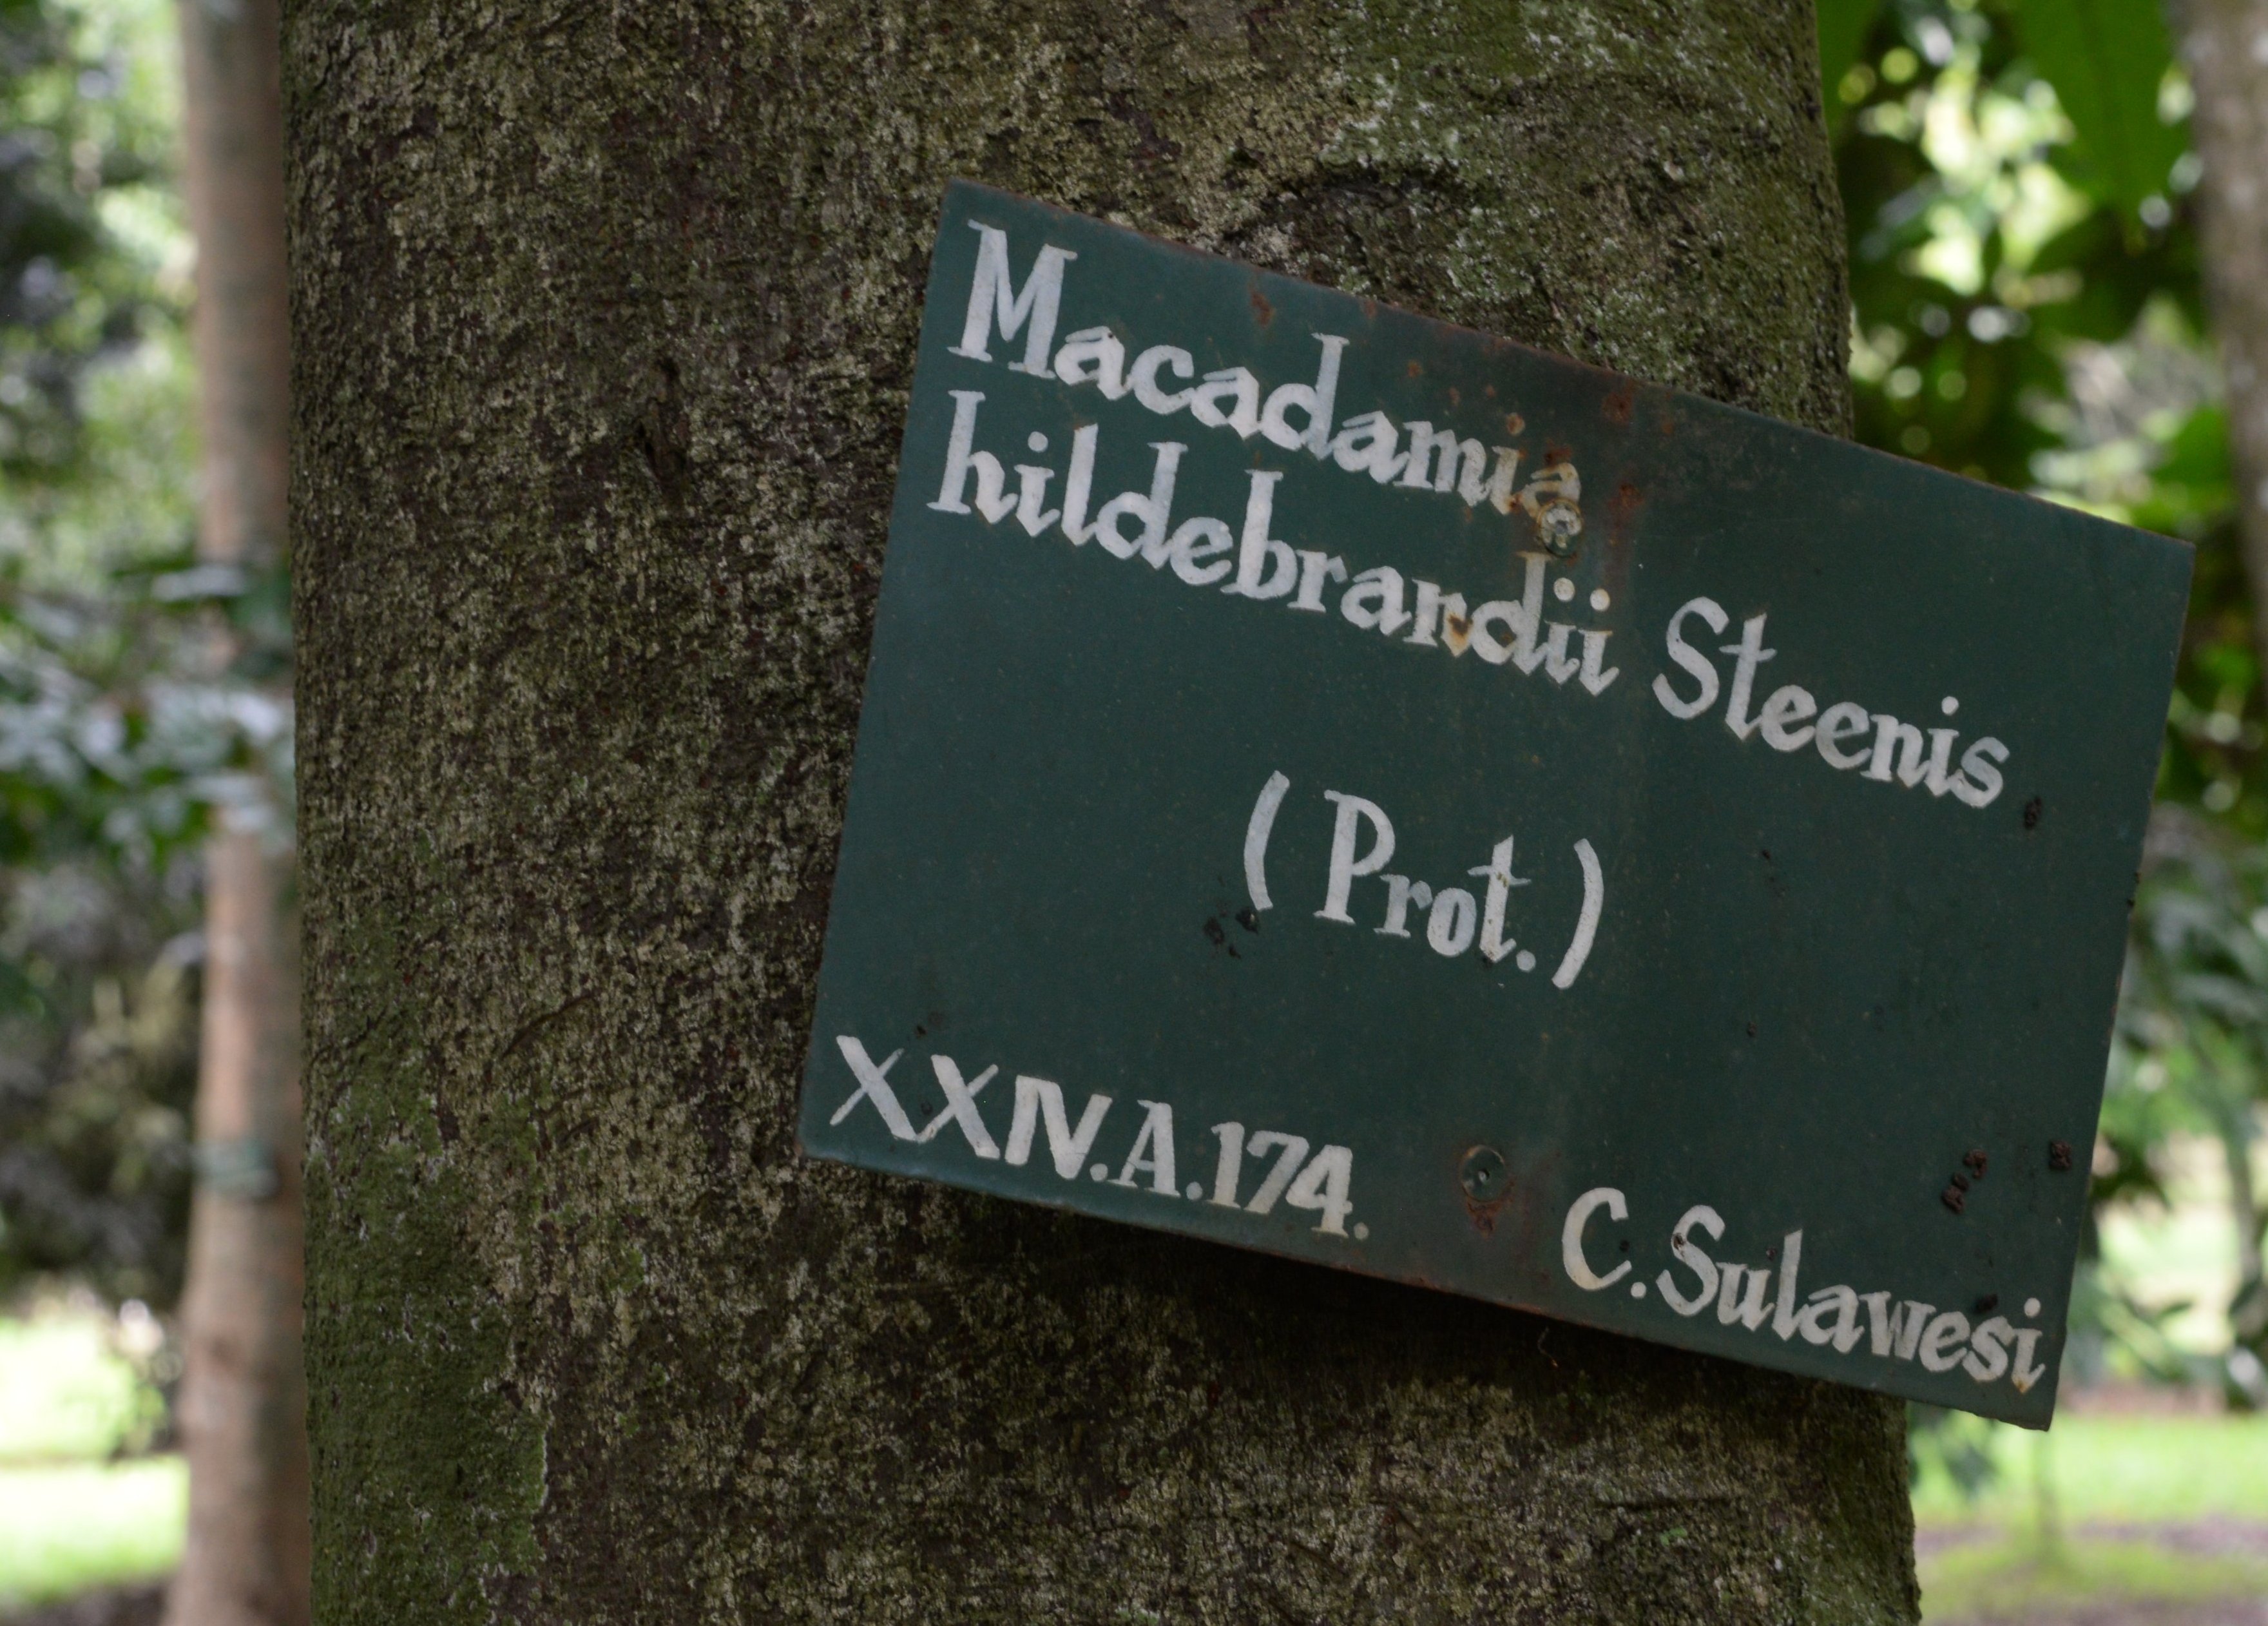 Macadamia
hildebrandii Steenis
(Prot.)
XXIV.A.174. C.Sulawesi